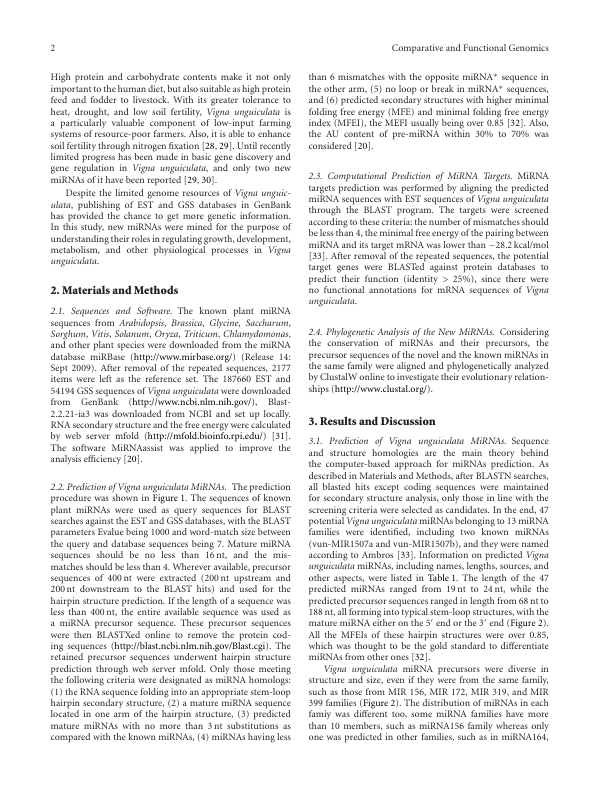 2
Comparative and Functional Genomics
High protein and carbohydrate contents make it not only
important to the human diet, but also suitable as high protein
feed and fodder to livestock. With its greater tolerance to
heat, drought, and low soil fertility, Vigna unguiculata is
a particularly valuable component of low-input farming
systems of resource-poor farmers. Also, it is able to enhance
soil fertility through nitrogen fixation [28, 29]. Until recently
limited progress has been made in basic gene discovery and
gene regulation in Vigna unguiculata, and only two new
miRNAs of it have been reported [29, 30].
Despite the limited genome resources of Vigna unguic-
ulata, publishing of EST and GSS databases in GenBank
has provided the chance to get more genetic information.
In this study, new miRNAs were mined for the purpose of
understanding their roles in regulating growth, development,
metabolism, and other physiological processes in Vigna
unguiculata.
2. Materials and Methods
2.1. Sequences and Software. The known plant miRNA
sequences from Arabidopsis, Brassica, Glycine, Saccharum,
Sorghum, Vitis, Solanum, Oryza, Triticum, Chlamydomonas,
and other plant species were downloaded from the miRNA
database miRBase (http://www.mirbase.org/) (Release 14:
Sept 2009). After removal of the repeated sequences, 2177
items were left as the reference set. The 187660 EST and
54194 GSS sequences of Vigna unguiculata were downloaded
from GenBank (http://www.ncbi.nlm.nih.gov/), Blast-
2.2.21-ia3 was downloaded from NCBI and set up locally.
RNA secondary structure and the free energy were calculated
by web server mfold (http://mfold.bioinfo.rpi.edu/) [31].
The software MiRNAassist was applied to improve the
analysis efficiency [20].
2.2. Prediction of Vigna unguiculata MiRNAs. The prediction
procedure was shown in Figure 1. The sequences of known
plant miRNAs were used as query sequences for BLAST
searches against the EST and GSS databases, with the BLAST
parameters Evalue being 1000 and word-match size between
the query and database sequences being 7. Mature miRNA
sequences should be no less than 16 nt, and the mis-
matches should be less than 4. Wherever available, precursor
sequences of 400 nt were extracted (200 nt upstream and
200 nt downstream to the BLAST hits) and used for the
hairpin structure prediction. If the length of a sequence was
less than 400 nt, the entire available sequence was used as
a miRNA precursor sequence. These precursor sequences
were then BLASTXed online to remove the protein cod-
ing sequences (http://blast.ncbi.nlm.nih.gov/Blast.cgi). The
retained precursor sequences underwent hairpin structure
prediction through web server mfold. Only those meeting
the following criteria were designated as miRNA homologs:
(1) the RNA sequence folding into an appropriate stem-loop
hairpin secondary structure, (2) a mature miRNA sequence
located in one arm of the hairpin structure, (3) predicted
mature miRNAs with no more than 3 nt substitutions as
compared with the known miRNAs, (4) miRNAs having less
than 6 mismatches with the opposite miRNA* sequence in
the other arm, (5) no loop or break in miRNA* sequences,
and (6) predicted secondary structures with higher minimal
folding free energy (MFE) and minimal folding free energy
index (MFEI), the MEFI usually being over 0.85 [32]. Also,
the AU content of pre-miRNA within 30% to 70% was
considered [20].
2.3. Computational Prediction of MiRNA Targets. MiRNA
targets prediction was performed by aligning the predicted
miRNA sequences with EST sequences of Vigna unguiculata
through the BLAST program. The targets were screened
according to these criteria: the number of mismatches should
be less than 4, the minimal free energy of the pairing between
miRNA and its target mRNA was lower than −28.2 kcal/mol
[33]. After removal of the repeated sequences, the potential
target genes were BLASTed against protein databases to
predict their function (identity > 25%), since there were
no functional annotations for mRNA sequences of Vigna
unguiculata.
2.4. Phylogenetic Analysis of the New MiRNAs. Considering
the conservation of miRNAs and their precursors, the
precursor sequences of the novel and the known miRNAs in
the same family were aligned and phylogenetically analyzed
by ClustalW online to investigate their evolutionary relation-
ships (http://www.clustal.org/).
3. Results and Discussion
3.1. Prediction of Vigna unguiculata MiRNAs. Sequence
and structure homologies are the main theory behind
the computer-based approach for miRNAs prediction. As
described in Materials and Methods, after BLASTN searches,
all blasted hits except coding sequences were maintained
for secondary structure analysis, only those in line with the
screening criteria were selected as candidates. In the end, 47
potential Vigna unguiculata miRNAs belonging to 13 miRNA
families were identified, including two known miRNAs
(vun-MIR1507a and vun-MIR1507b), and they were named
according to Ambros [33]. Information on predicted Vigna
unguiculata miRNAs, including names, lengths, sources, and
other aspects, were listed in Table 1. The length of the 47
predicted miRNAs ranged from 19 nt to 24 nt, while the
predicted precursor sequences ranged in length from 68 nt to
188 nt, all forming into typical stem-loop structures, with the
mature miRNA either on the 5′ end or the 3′ end (Figure 2).
All the MFEIs of these hairpin structures were over 0.85,
which was thought to be the gold standard to differentiate
miRNAs from other ones [32].
Vigna unguiculata miRNA precursors were diverse in
structure and size, even if they were from the same family,
such as those from MIR 156, MIR 172, MIR 319, and MIR
399 families (Figure 2). The distribution of miRNAs in each
famiy was different too, some miRNA families have more
than 10 members, such as miRNA156 family whereas only
one was predicted in other families, such as in miRNA164,